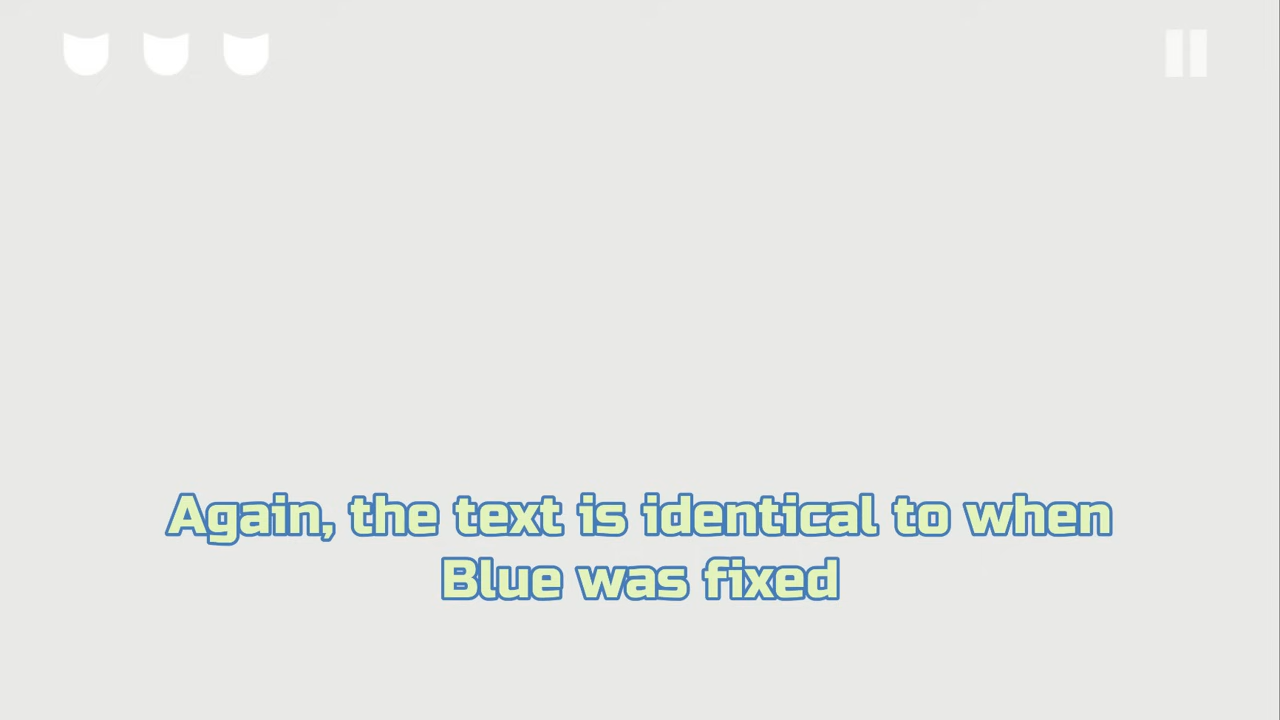 Again, the text is identical to when
Blue was fixed